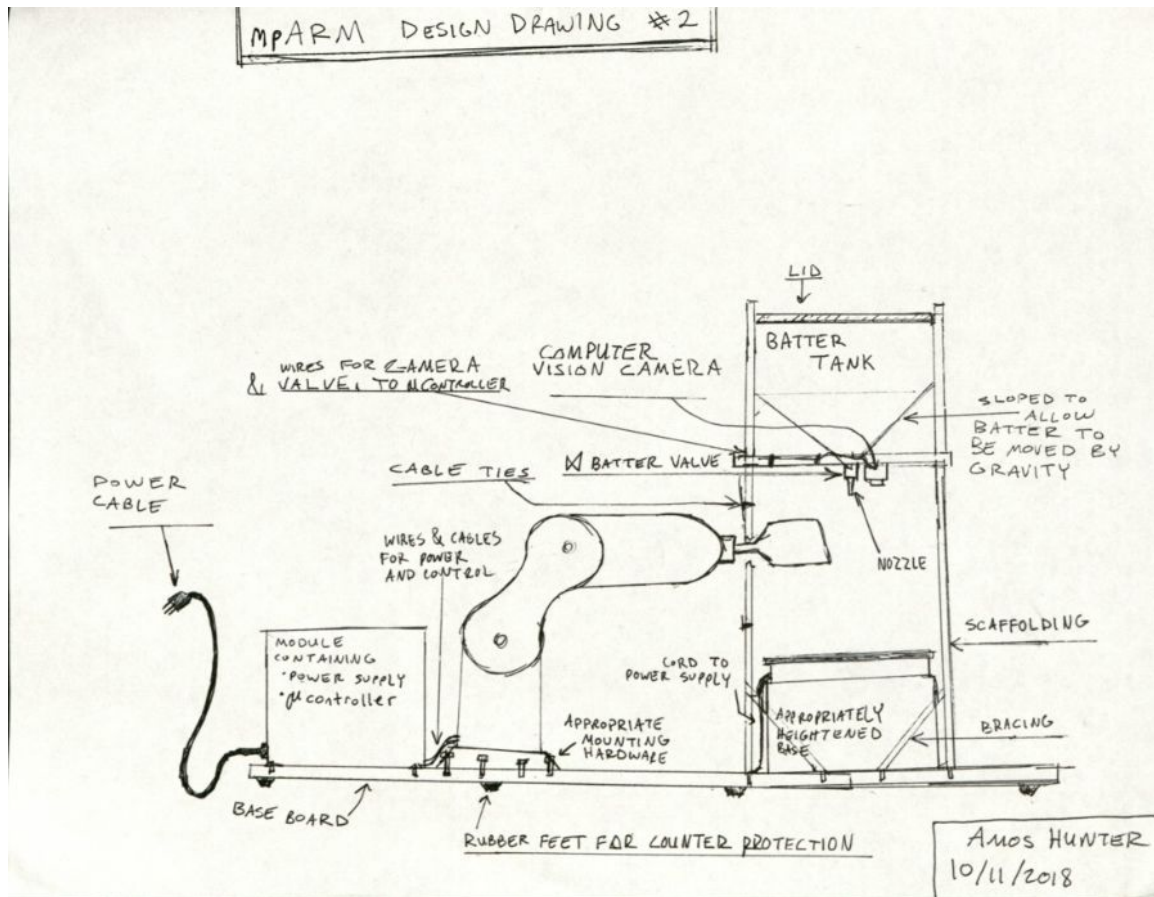 MPARM DESIGN DRAWING #2
LID
BATTER
TANK
COMPUTER
VISION CAMERA
WIRES FOR CAMERA
& VALVE, TO μCONTROLLER
SLOPED TO
ALLOW
BATTER TO
BE MOVED BY
GRAVITY
BATTER VALVE
CABLE TIES
POWER
CABLE
WIRES & CABLES
FOR POWER
AND CONTROL
NOZZLE
SCAFFOLDING
MODULE
CONTAINING
·POWER SUPPLY
·μcontroller
CORD TO
POWER SUPPLY
APPROPRIATE
MOUNTING
HARDWARE
APPROPRIATELY
HEIGHTENED
BASE
BRACING
BASE BOARD
RUBBER FEET FOR COUNTER PROTECTION
AMOS HUNTER
10/11/2018